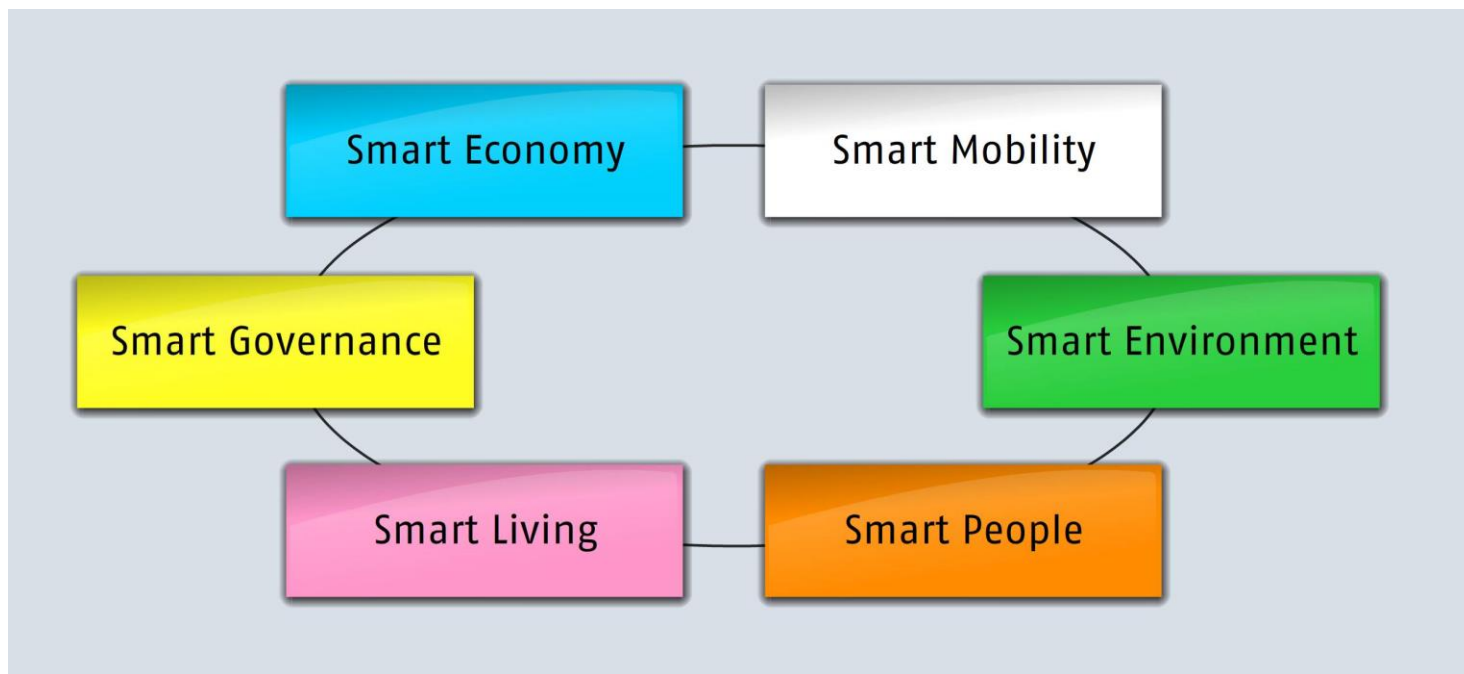 Smart Economy
Smart Mobility
Smart Governance
Smart Environment
Smart Living
Smart People